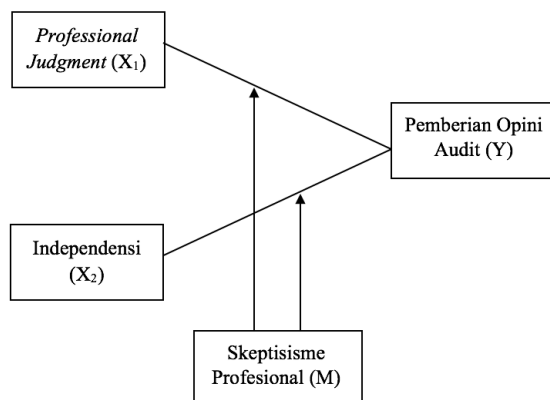 Professional
Judgment (X₁)
Pemberian Opini
Audit (Y)
Independensi
(X₂)
Skeptisisme
Profesional (M)